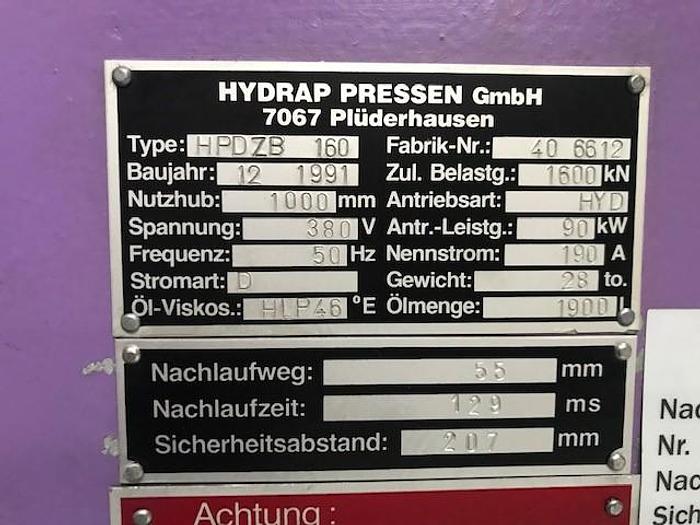 HYDRAP PRESSEN GmbH
7067 Plüderhausen
Type: HPDZB 160 Fabrik-Nr.: 40 6612
Baujahr: 12 1991 Zul. Belastg.: 1600 kN
Nutzhub: 1000 mm Antriebsart: HYD
Spannung: 380 V Antr.-Leistg.: 90 kW
Frequenz: 50 Hz Nennstrom: 190 A
Stromart: D Gewicht: 28 to.
Öl-Viskos.: HLP46 °E Ölmenge: 1900 l
Nachlaufweg: 55 mm
Nachlaufzeit: 129 ms
Sicherheitsabstand: 207 mm
Achtung:
Nac
Nr.
Nac
Sich